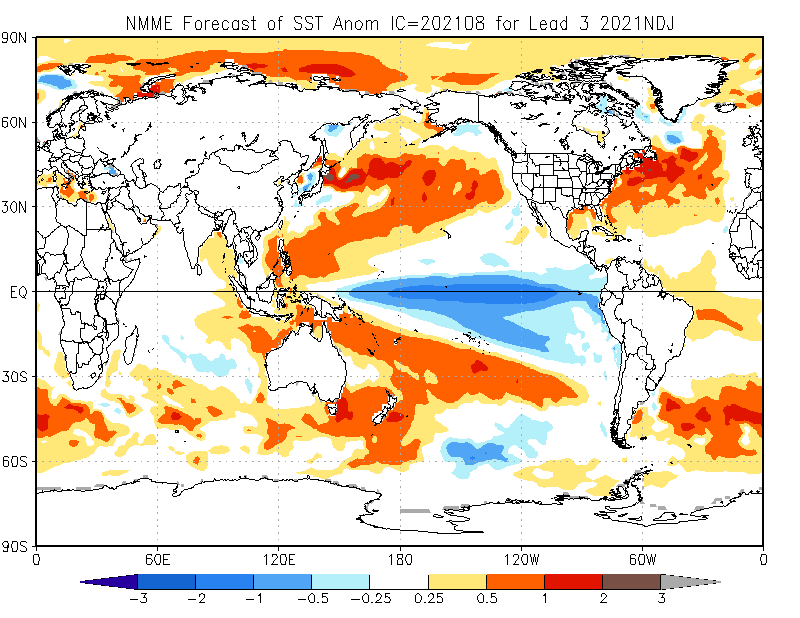 NMME Forecast of SST Anom IC=202108 for Lead 3 2021NDJ
90N
60N
30N
EQ
30S
60S
90S
0 60E 120E 180 120W 60W 0
-3 -2 -1 -0.5 -0.25 0.25 0.5 1 2 3